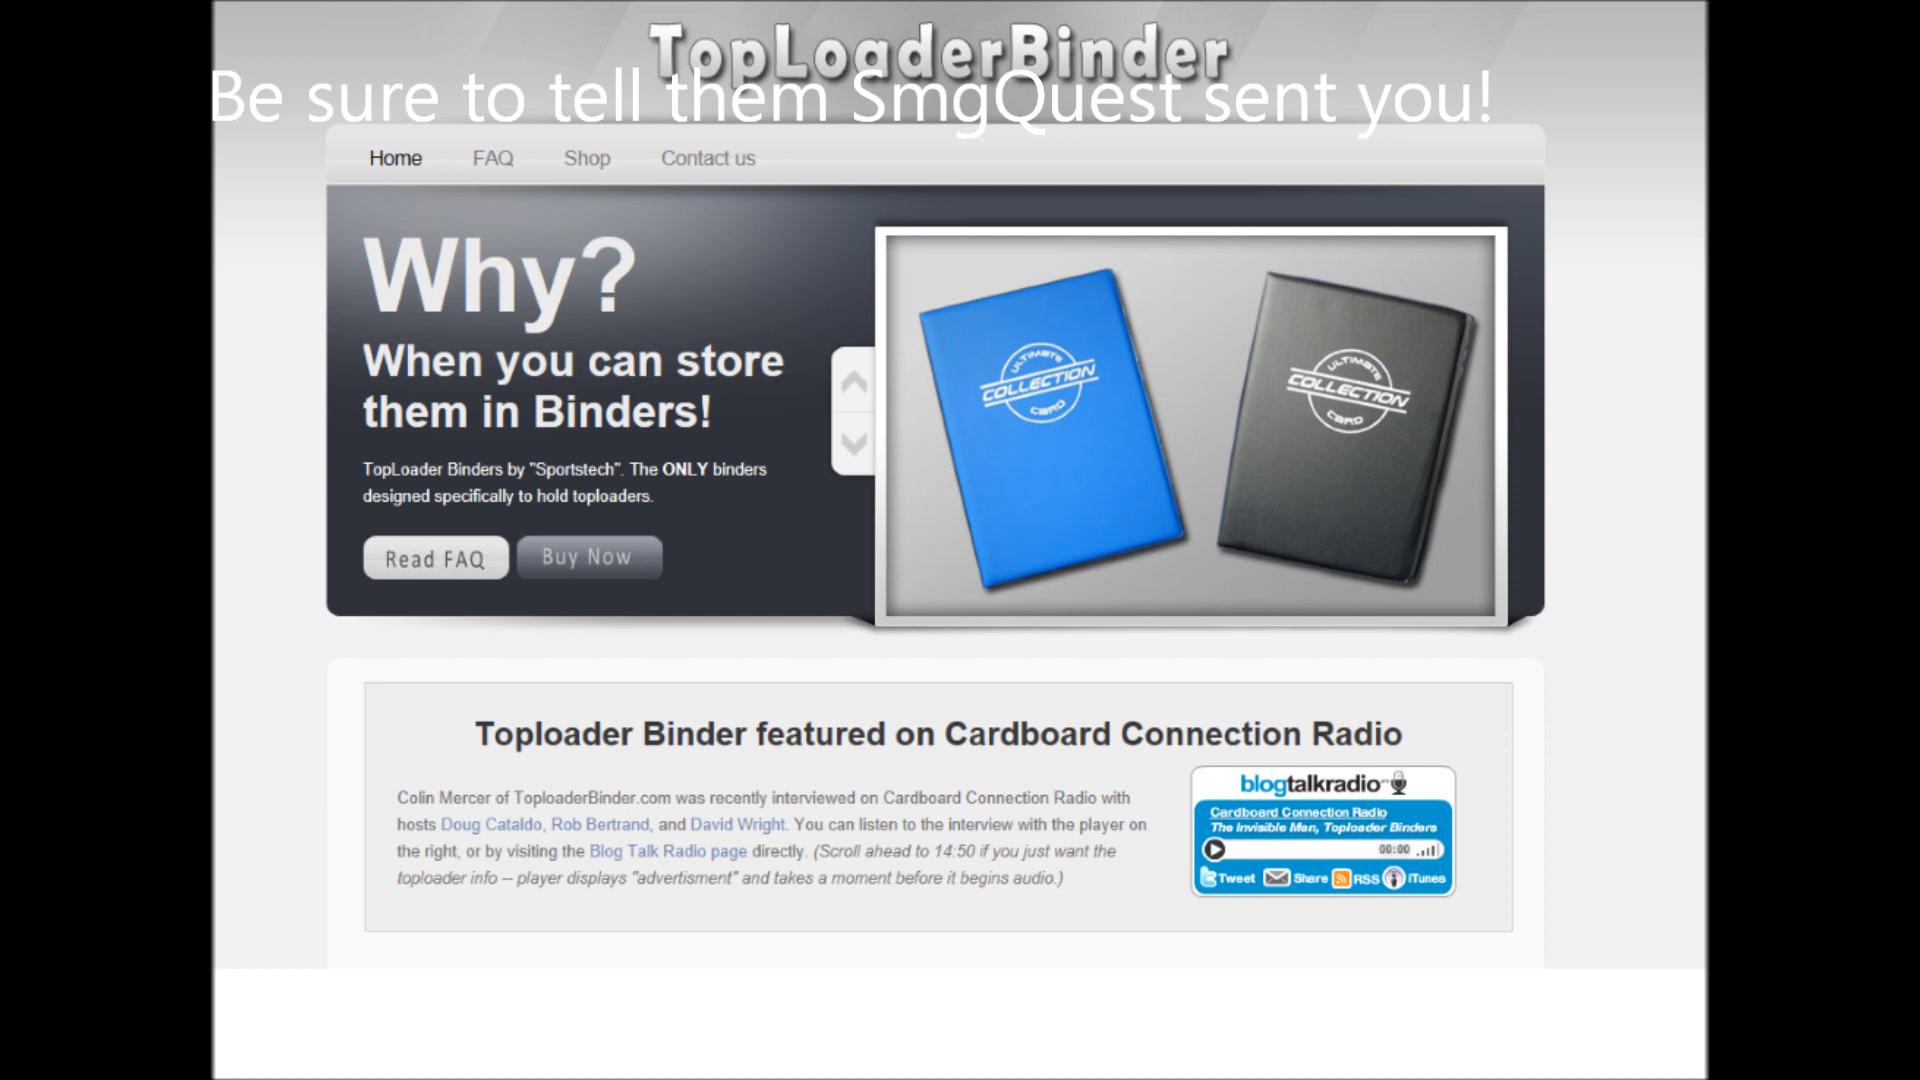 TopLoaderBinder
Be sure to tell them SmgQuest sent you!
Home FAQ Shop Contact us
Why?
When you can store
them in Binders!
TopLoader Binders by "Sportstech". The ONLY binders
designed specifically to hold toploaders.
Read FAQ Buy Now
ULTIMATE
COLLECTION
CARD
ULTIMATE
COLLECTION
CARD
Toploader Binder featured on Cardboard Connection Radio
Colin Mercer of ToploaderBinder.com was recently interviewed on Cardboard Connection Radio with
hosts Doug Cataldo, Rob Bertrand, and David Wright. You can listen to the interview with the player on
the right, or by visiting the Blog Talk Radio page directly. (Scroll ahead to 14:50 if you just want the
toploader info -- player displays "advertisment" and takes a moment before it begins audio.)
blogtalkradio
Cardboard Connection Radio
The Invisible Man, Toploader Binders
00:00
Tweet Share RSS iTunes